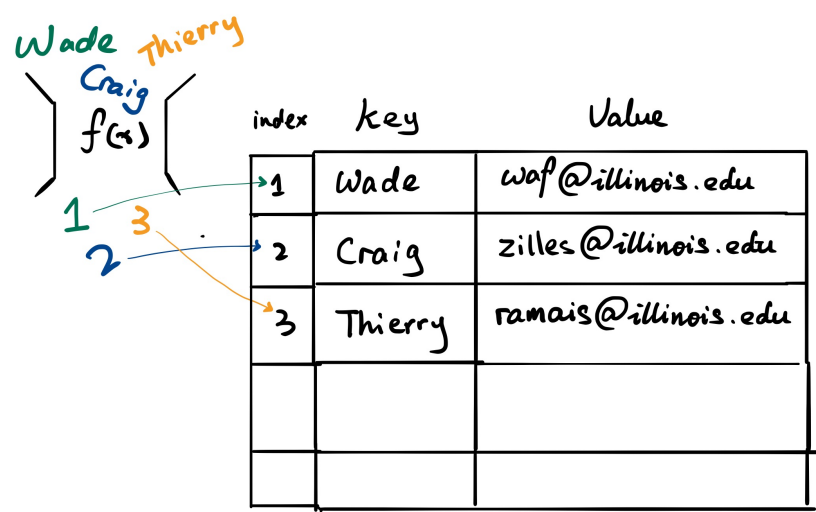 Wade Thierry
Craig
f(x)
1 3
2
index key Value
1 Wade waf@illinois.edu
2 Craig zilles@illinois.edu
3 Thierry ramais@illinois.edu